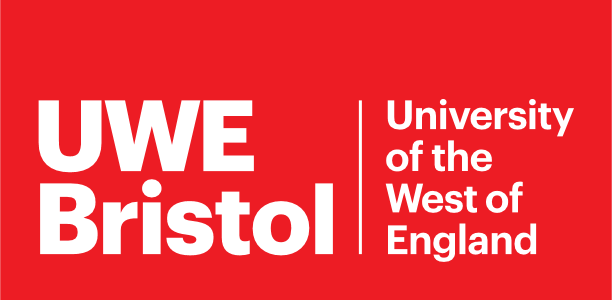 UWE
Bristol
University
of the
West of
England